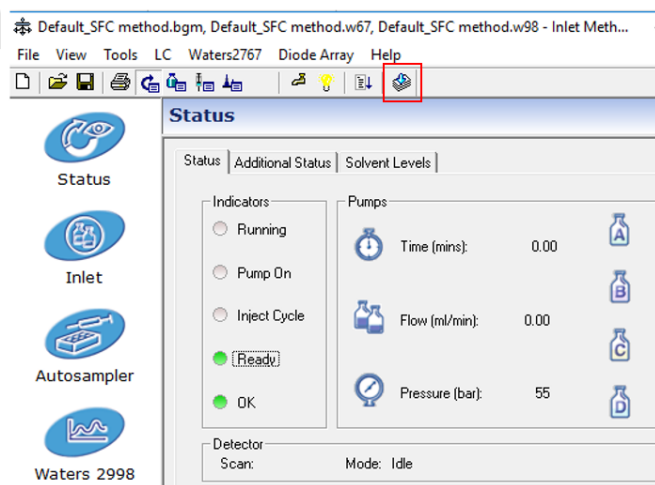 Default_SFC method.bgm, Default_SFC method.w67, Default_SFC method.w98 - Inlet Meth...
File View Tools LC Waters2767 Diode Array Help
Status
Status Additional Status Solvent Levels
Status
Inlet
Autosampler
Waters 2998
Indicators
Running
Pump On
Inject Cycle
Ready
OK
Pumps
Time (mins): 0.00
Flow (ml/min): 0.00
Pressure (bar): 55
A
B
C
D
Detector
Scan: Mode: Idle